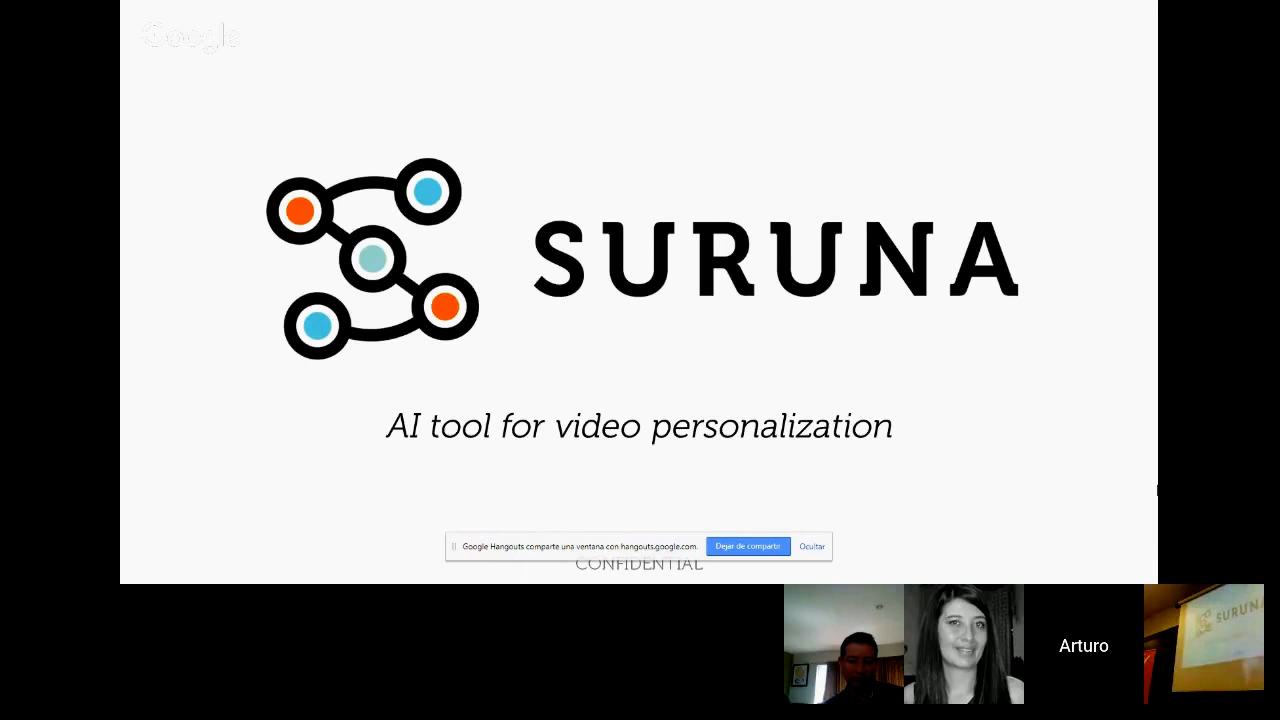 Google
SURUNA
AI tool for video personalization
Google Hangouts comparte una ventana con hangouts.google.com.
Dejar de compartir
Ocultar
CONFIDENTIAL
Arturo
SURUNA